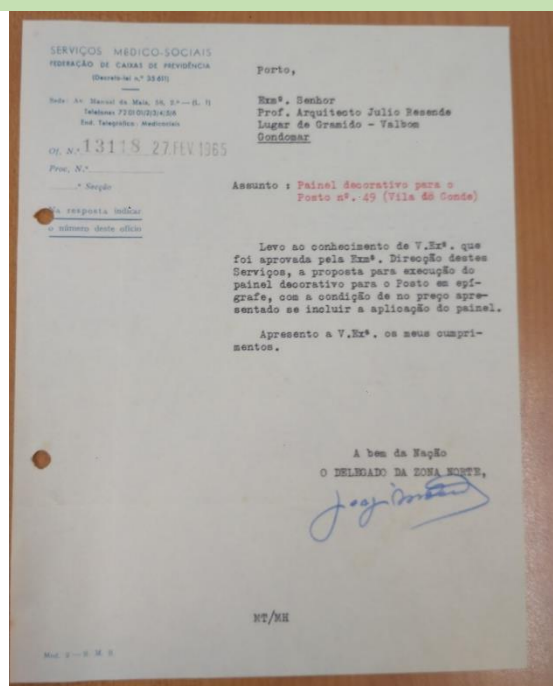 SERVIÇOS MÉDICO-SOCIAIS
FEDERAÇÃO DE CAIXAS DE PREVIDÊNCIA
(Decreto-lei n.º 35 611)
Sede: Av. Manuel da Maia, 58, 2.º — (L. 1)
Telefones 72 01 01/2/3/4/5/6
End. Telegráfico: Medicociais
Of. N.º 13118 27.FEV.1965
Proc. N.º
.º Secção
Na resposta indicar
o número deste ofício
Porto,
Exmº. Senhor
Prof. Arquitecto Julio Resende
Lugar de Gramido - Valbom
Gondomar
Assunto : Painel decorativo para o
Posto nº. 49 (Vila do Conde)
Levo ao conhecimento de V.Exª. que
foi aprovada pela Exmª. Direcção destes
Serviços, a proposta para execução do
painel decorativo para o Posto em epí-
grafe, com a condição de no preço apre-
sentado se incluir a aplicação do painel.
Apresento a V.Exª. os meus cumpri-
mentos.
A bem da Nação
O DELEGADO DA ZONA NORTE,
MT/MH